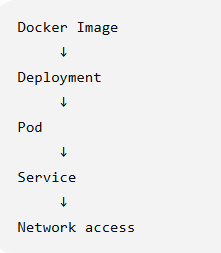 Docker Image
↓
Deployment
↓
Pod
↓
Service
↓
Network access